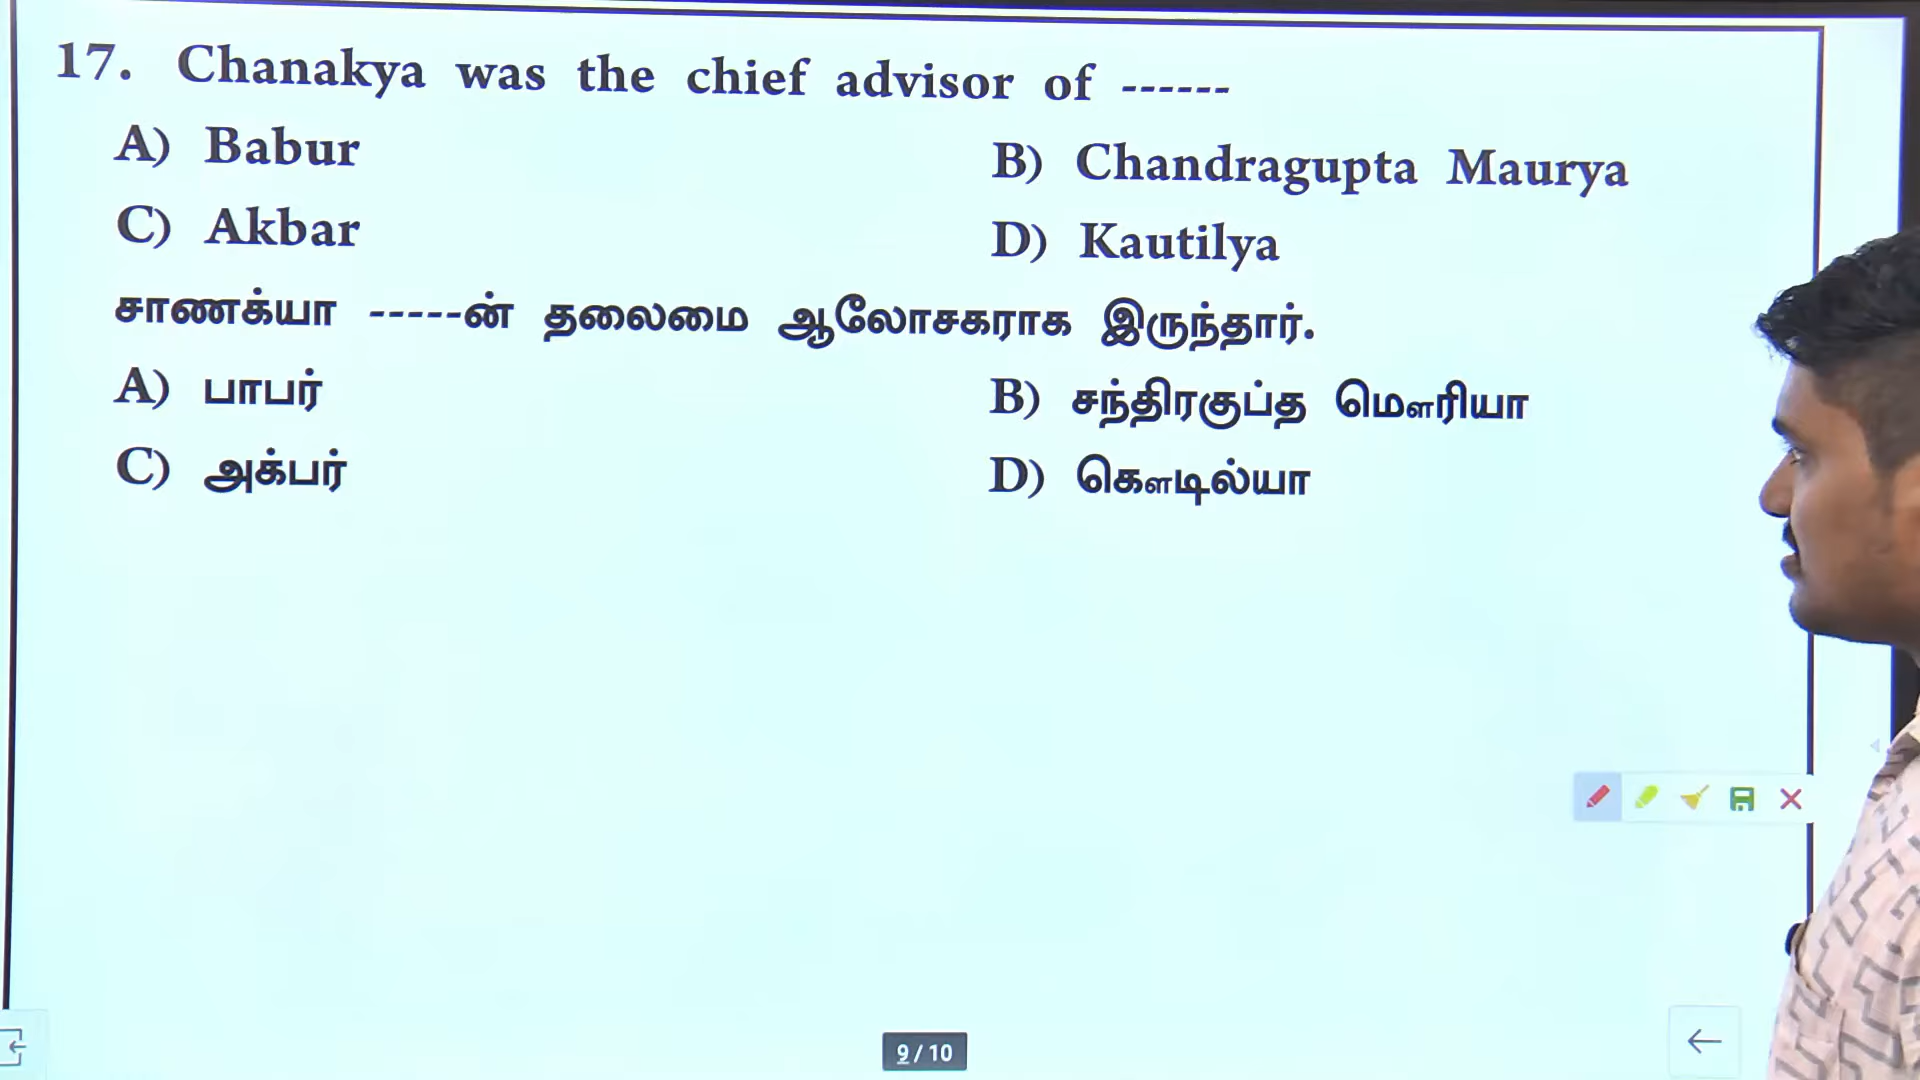 17. Chanakya was the chief advisor of ------
A) Babur B) Chandragupta Maurya
C) Akbar D) Kautilya
சாணக்யா -----ன் தலைமை ஆலோசகராக இருந்தார்.
A) பாபர் B) சந்திரகுப்த மௌரியா
C) அக்பர் D) கௌடில்யா
9 / 10